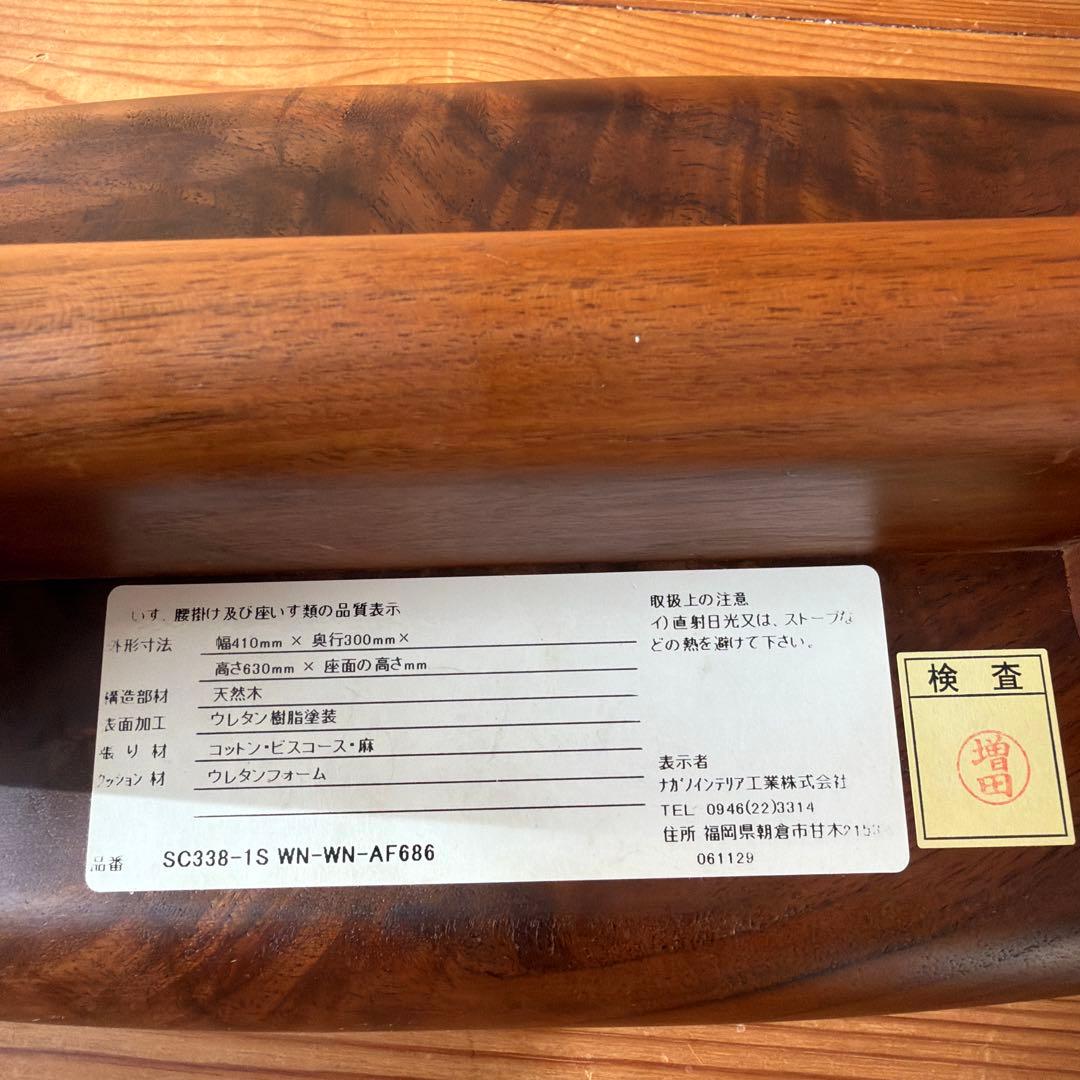 いす、腰掛け及び座いす類の品質表示
外形寸法 幅410mm × 奥行300mm×
高さ630mm × 座面の高さmm
構造部材 天然木
表面加工 ウレタン樹脂塗装
張り材 コットン・ビスコース・麻
クッション材 ウレタンフォーム
品番 SC338-1S WN-WN-AF686
取扱上の注意
イ)直射日光又は、ストーブな
どの熱を避けて下さい。
表示者
ナガノインテリア工業株式会社
TEL 0946(22)3314
住所 福岡県朝倉市甘木2153
061129
検査
増田